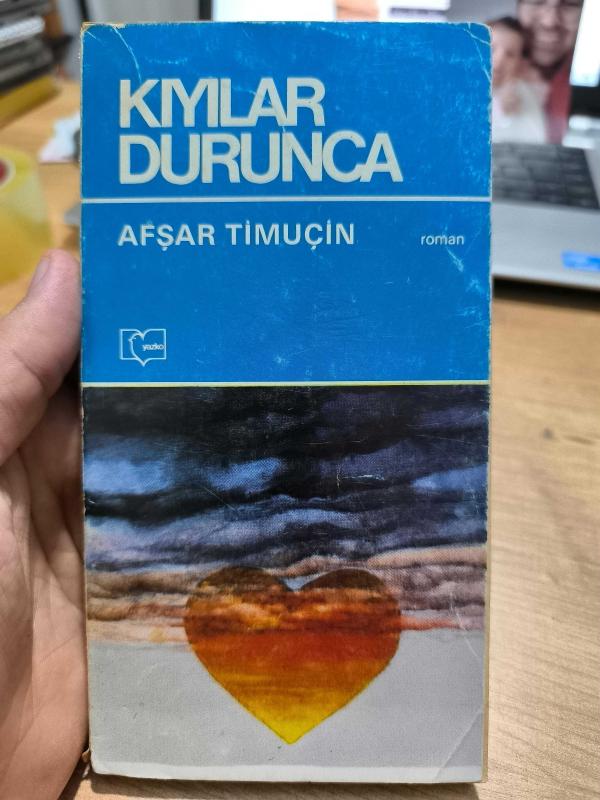 KIYILAR
DURUNCA
AFŞAR TİMUÇİN
roman
yazko